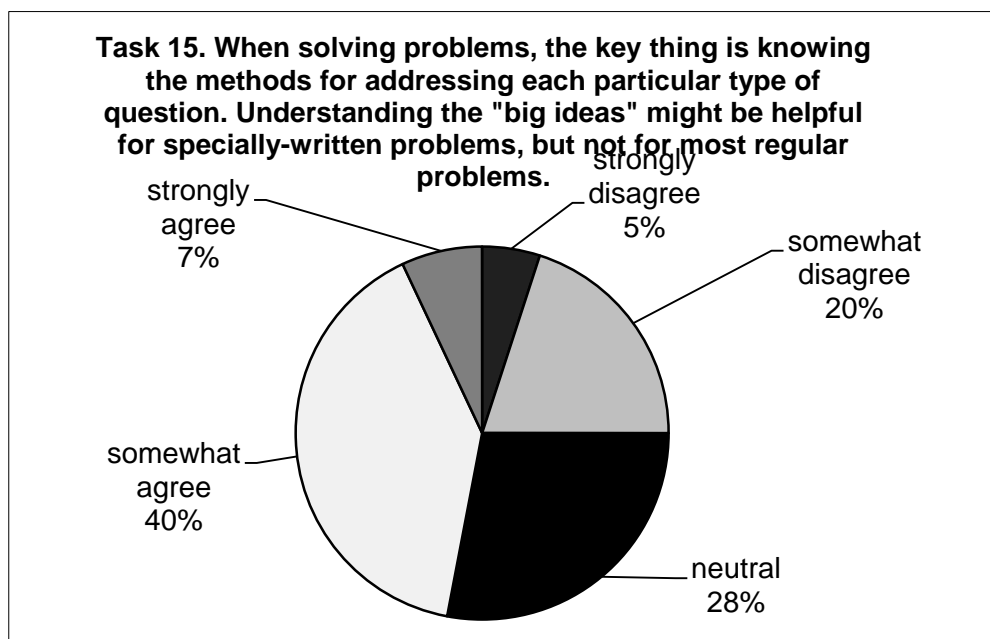 Task 15. When solving problems, the key thing is knowing
the methods for addressing each particular type of
question. Understanding the "big ideas" might be helpful
for specially-written problems, but not for most regular
problems.
strongly
disagree
5%
somewhat
disagree
20%
neutral
28%
somewhat
agree
40%
strongly
agree
7%